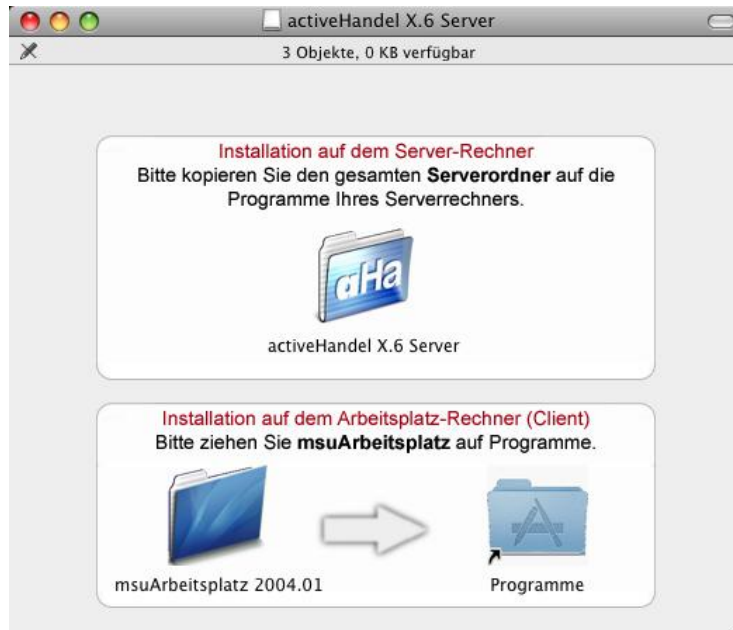 activeHandel X.6 Server
3 Objekte, 0 KB verfügbar
Installation auf dem Server-Rechner
Bitte kopieren Sie den gesamten Serverordner auf die
Programme Ihres Serverrechners.
aHa
activeHandel X.6 Server
Installation auf dem Arbeitsplatz-Rechner (Client)
Bitte ziehen Sie msuArbeitsplatz auf Programme.
msuArbeitsplatz 2004.01
Programme